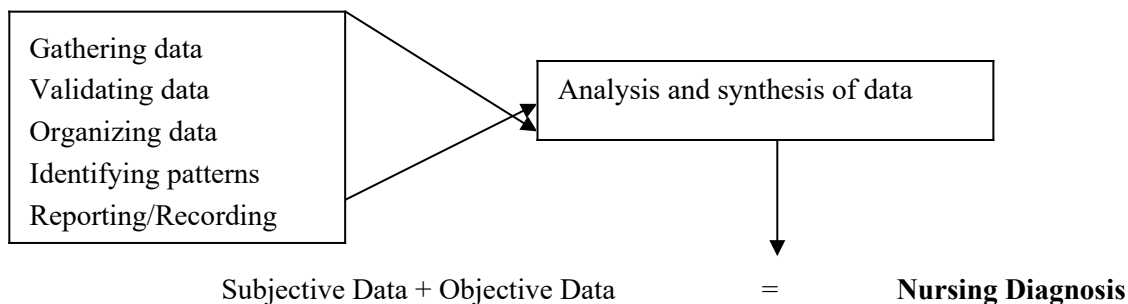 Gathering data
Validating data
Organizing data
Identifying patterns
Reporting/Recording
Analysis and synthesis of data
Subjective Data + Objective Data = Nursing Diagnosis